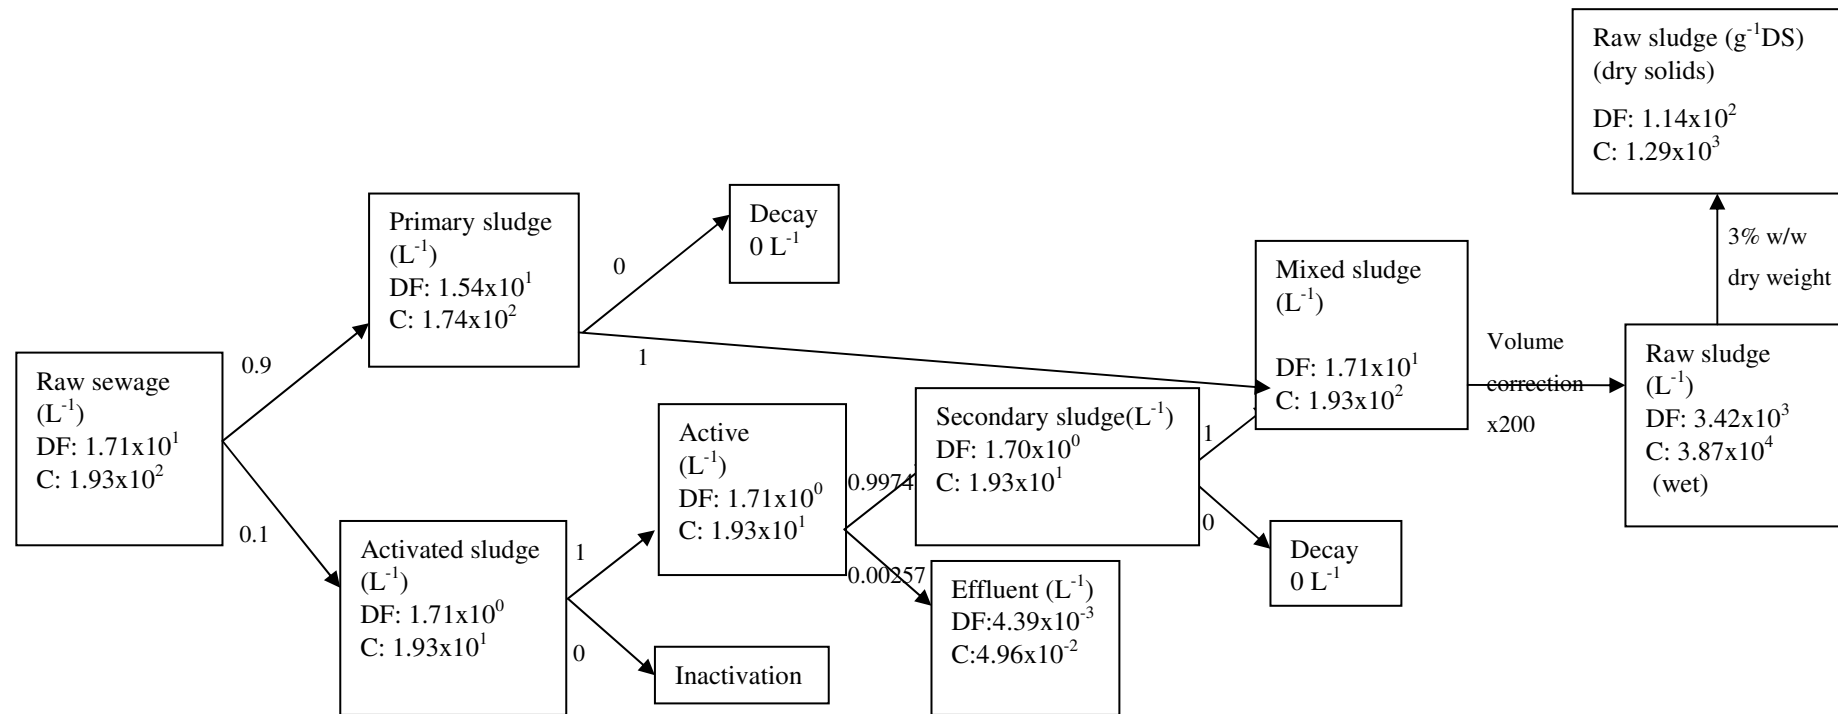 Raw sludge (g⁻¹DS)
(dry solids)
DF: 1.14x10²
C: 1.29x10³
3% w/w
dry weight
Primary sludge
(L⁻¹)
DF: 1.54x10¹
C: 1.74x10²
Decay
0 L⁻¹
0
1
Mixed sludge
(L⁻¹)
DF: 1.71x10¹
C: 1.93x10²
Volume
correction
x200
Raw sludge
(L⁻¹)
DF: 3.42x10³
C: 3.87x10⁴
(wet)
Raw sewage
(L⁻¹)
DF: 1.71x10¹
C: 1.93x10²
0.9
0.1
Active
(L⁻¹)
DF: 1.71x10⁰
C: 1.93x10¹
0.9974
0.00257
Secondary sludge(L⁻¹)
DF: 1.70x10⁰
C: 1.93x10¹
1
0
Decay
0 L⁻¹
Activated sludge
(L⁻¹)
DF: 1.71x10⁰
C: 1.93x10¹
1
0
Inactivation
Effluent (L⁻¹)
DF:4.39x10⁻³
C:4.96x10⁻²